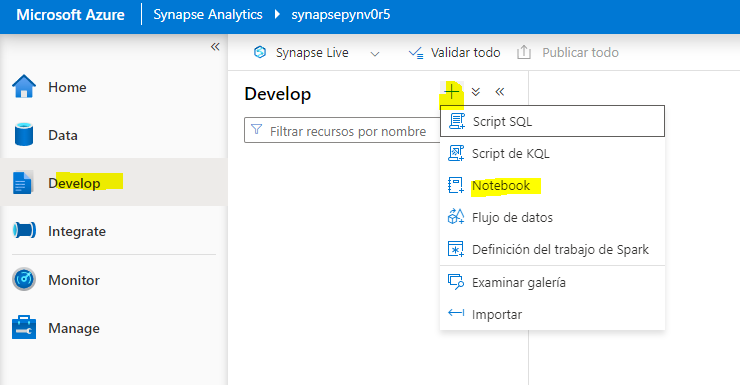 Microsoft Azure Synapse Analytics synapsepynv0r5
Synapse Live Validar todo Publicar todo
Home
Data
Develop
Integrate
Monitor
Manage
Develop
Filtrar recursos por nombre
Script SQL
Script de KQL
Notebook
Flujo de datos
Definición del trabajo de Spark
Examinar galería
Importar